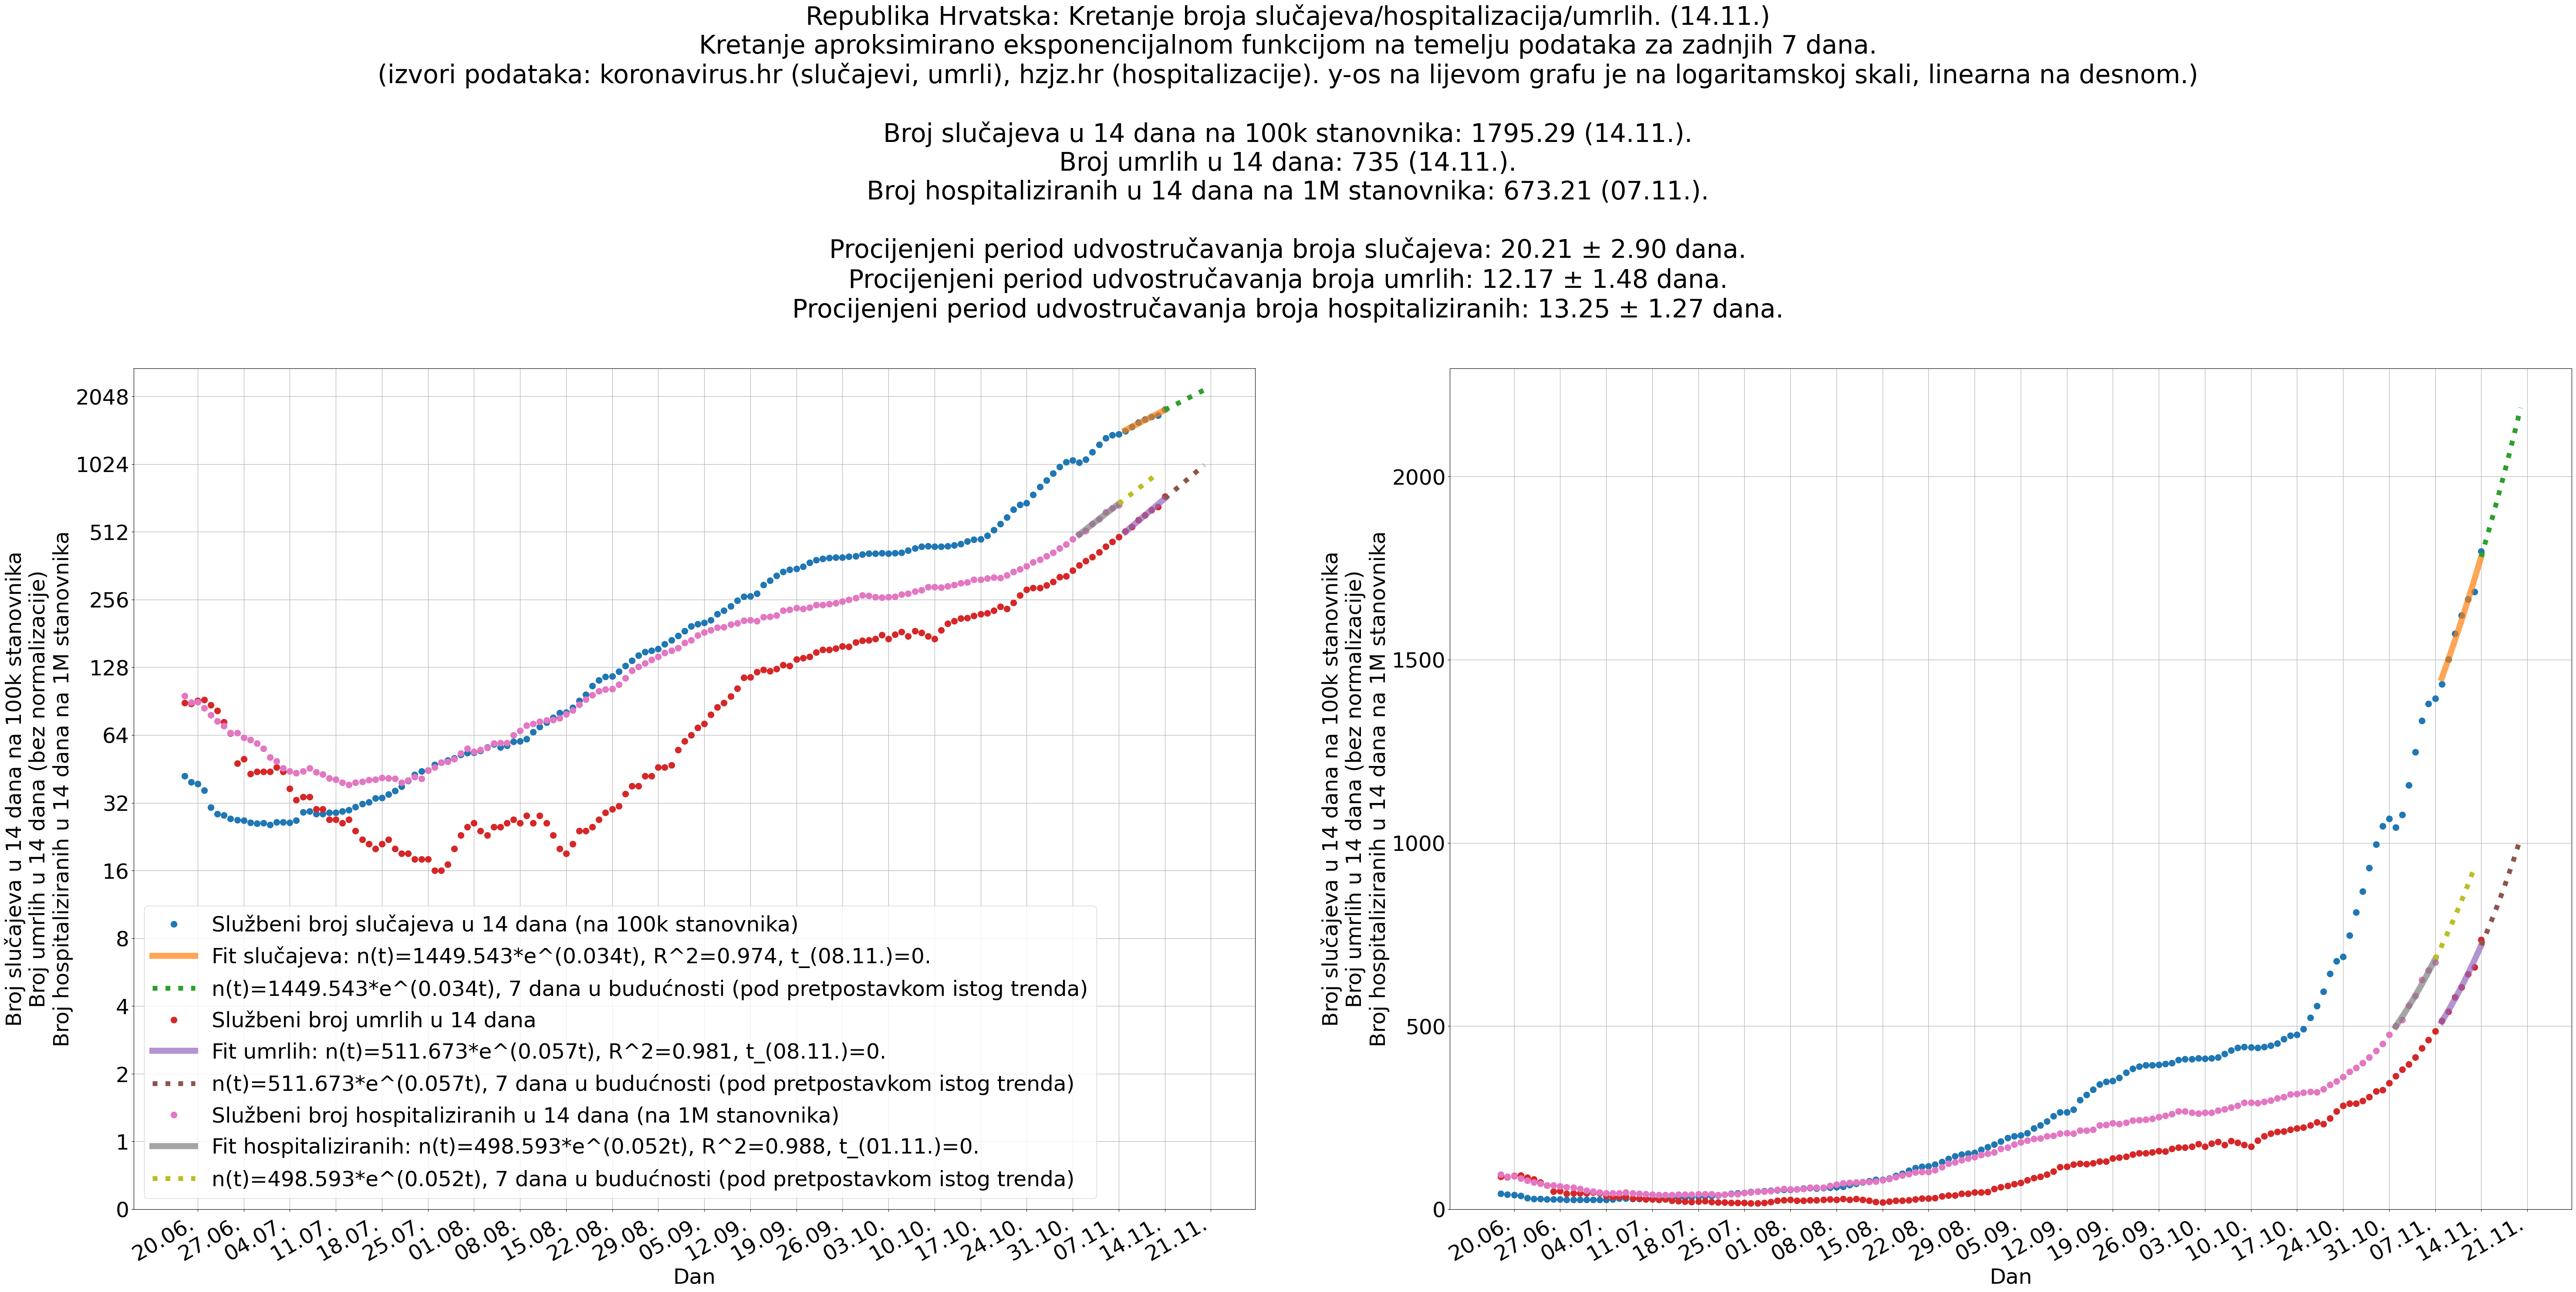 Republika Hrvatska: Kretanje broja slučajeva/hospitalizacija/umrlih. (14.11.)
Kretanje aproksimirano eksponencijalnom funkcijom na temelju podataka za zadnjih 7 dana.
(izvori podataka: koronavirus.hr (slučajevi, umrli), hzjz.hr (hospitalizacije). y-os na lijevom grafu je na logaritamskoj skali, linearna na desnom.)
Broj slučajeva u 14 dana na 100k stanovnika: 1795.29 (14.11.).
Broj umrlih u 14 dana: 735 (14.11.).
Broj hospitaliziranih u 14 dana na 1M stanovnika: 673.21 (07.11.).
Procijenjeni period udvostručavanja broja slučajeva: 20.21 ± 2.90 dana.
Procijenjeni period udvostručavanja broja umrlih: 12.17 ± 1.48 dana.
Procijenjeni period udvostručavanja broja hospitaliziranih: 13.25 ± 1.27 dana.
Broj slučajeva u 14 dana na 100k stanovnika
Broj umrlih u 14 dana (bez normalizacije)
Broj hospitaliziranih u 14 dana na 1M stanovnika
2048
1024
512
256
128
64
32
16
8
4
2
1
0
Službeni broj slučajeva u 14 dana (na 100k stanovnika)
Fit slučajeva: n(t)=1449.543*e^(0.034t), R^2=0.974, t_(08.11.)=0.
n(t)=1449.543*e^(0.034t), 7 dana u budućnosti (pod pretpostavkom istog trenda)
Službeni broj umrlih u 14 dana
Fit umrlih: n(t)=511.673*e^(0.057t), R^2=0.981, t_(08.11.)=0.
n(t)=511.673*e^(0.057t), 7 dana u budućnosti (pod pretpostavkom istog trenda)
Službeni broj hospitaliziranih u 14 dana (na 1M stanovnika)
Fit hospitaliziranih: n(t)=498.593*e^(0.052t), R^2=0.988, t_(01.11.)=0.
n(t)=498.593*e^(0.052t), 7 dana u budućnosti (pod pretpostavkom istog trenda)
20.06. 27.06. 04.07. 11.07. 18.07. 25.07. 01.08. 08.08. 15.08. 22.08. 29.08. 05.09. 12.09. 19.09. 26.09. 03.10. 10.10. 17.10. 24.10. 31.10. 07.11. 14.11. 21.11.
Dan
Broj slučajeva u 14 dana na 100k stanovnika
Broj umrlih u 14 dana (bez normalizacije)
Broj hospitaliziranih u 14 dana na 1M stanovnika
2000
1500
1000
500
0
20.06. 27.06. 04.07. 11.07. 18.07. 25.07. 01.08. 08.08. 15.08. 22.08. 29.08. 05.09. 12.09. 19.09. 26.09. 03.10. 10.10. 17.10. 24.10. 31.10. 07.11. 14.11. 21.11.
Dan